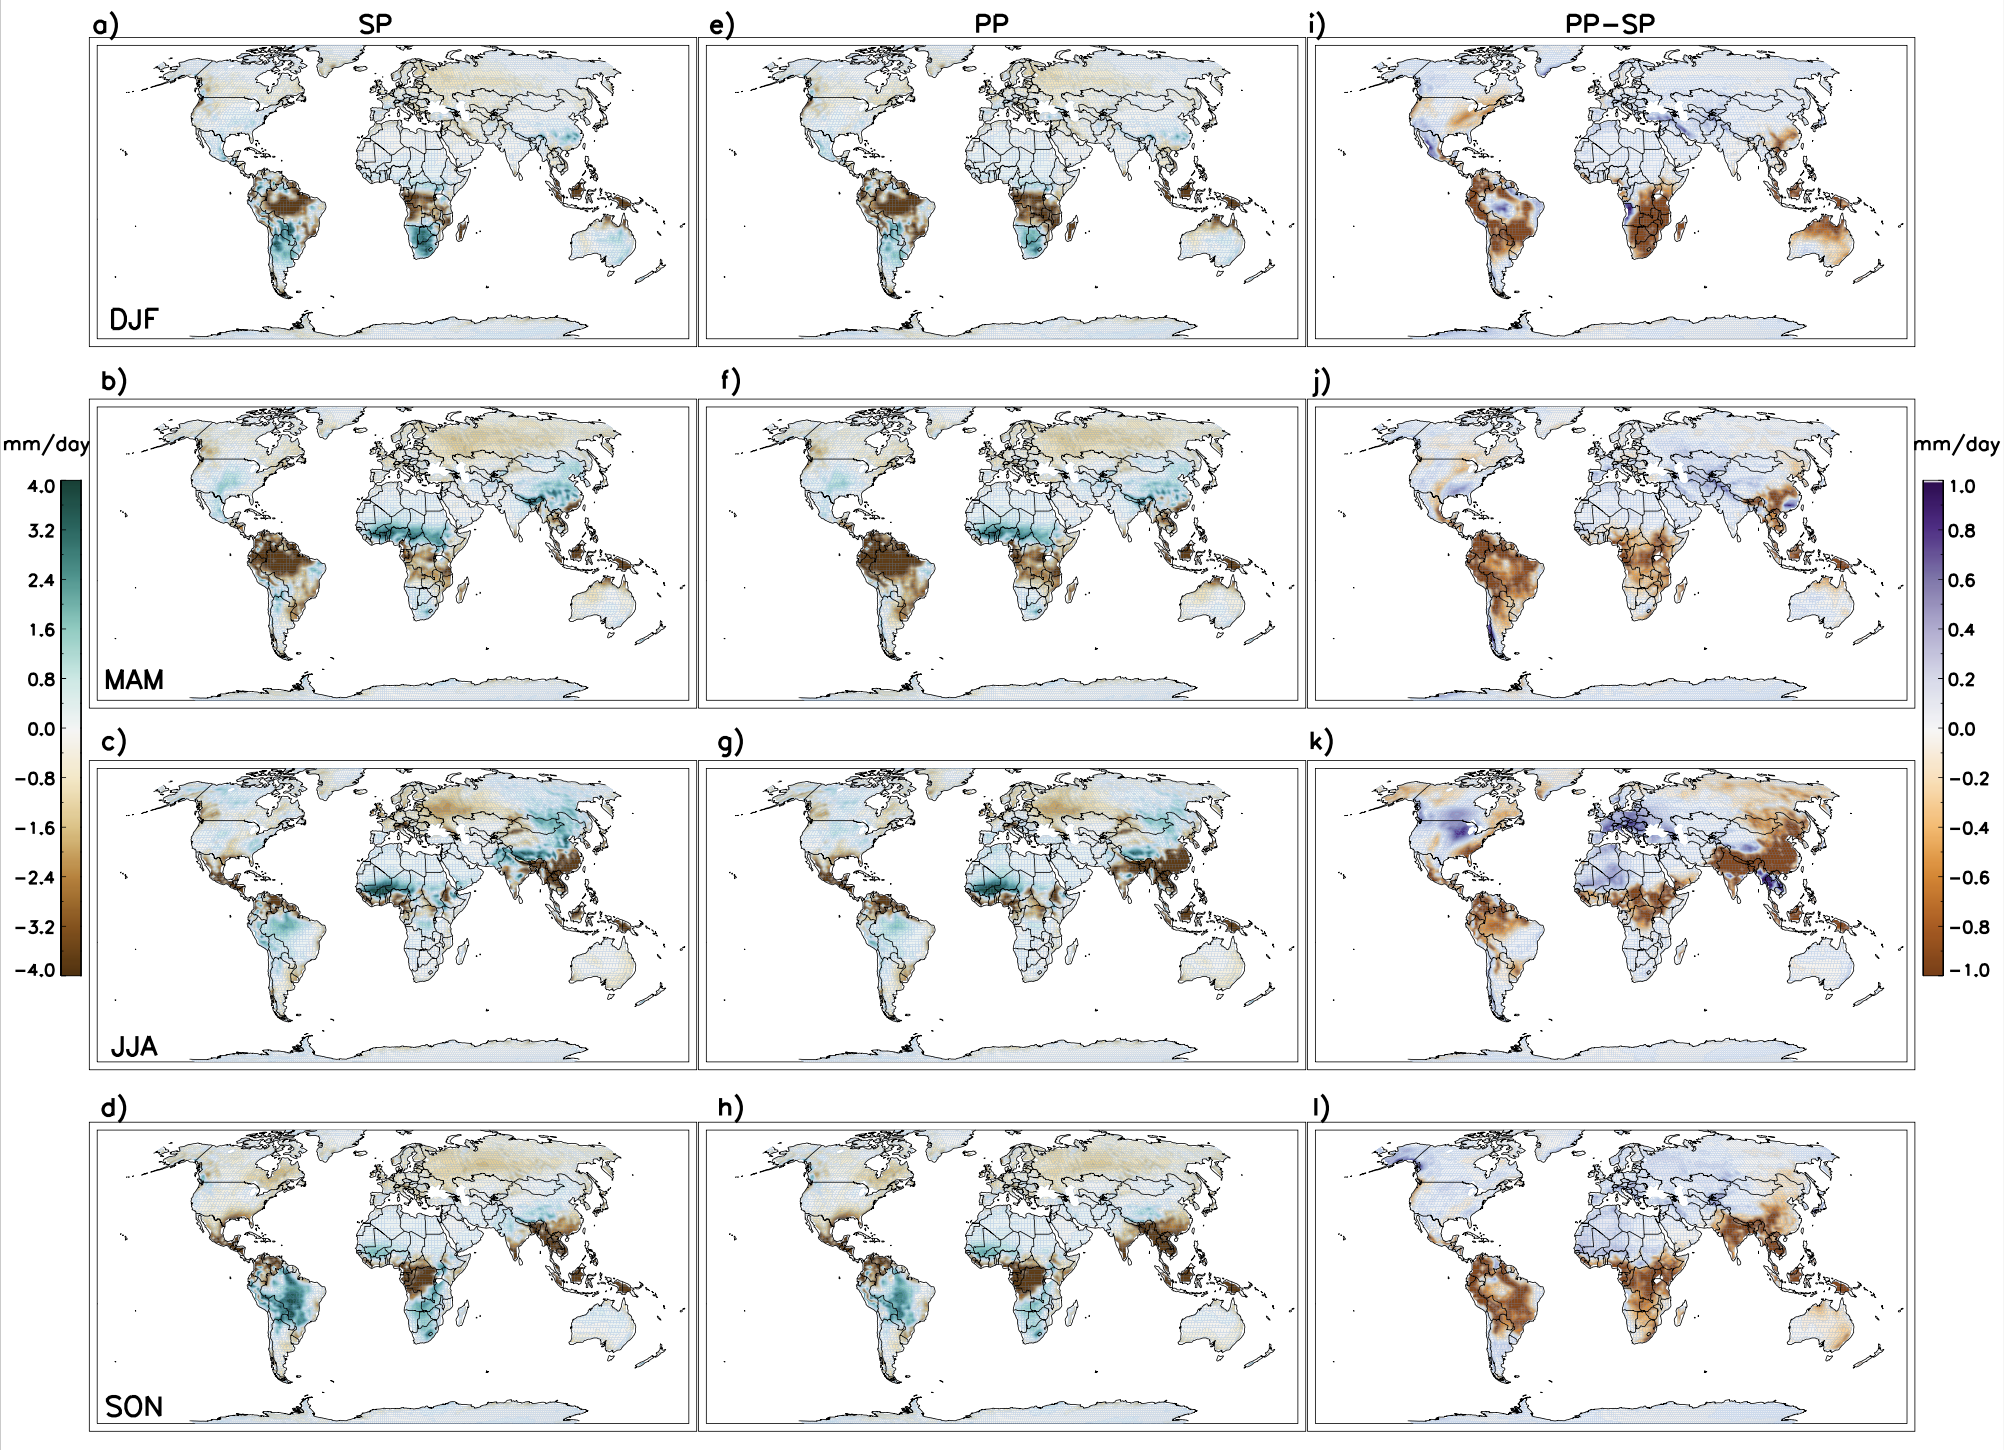 a) SP e) PP i) PP-SP
DJF
b) f) j)
MAM
mm/day
4.0
3.2
2.4
1.6
0.8
0.0
-0.8
-1.6
-2.4
-3.2
-4.0
mm/day
1.0
0.8
0.6
0.4
0.2
0.0
-0.2
-0.4
-0.6
-0.8
-1.0
c) g) k)
JJA
d) h) l)
SON